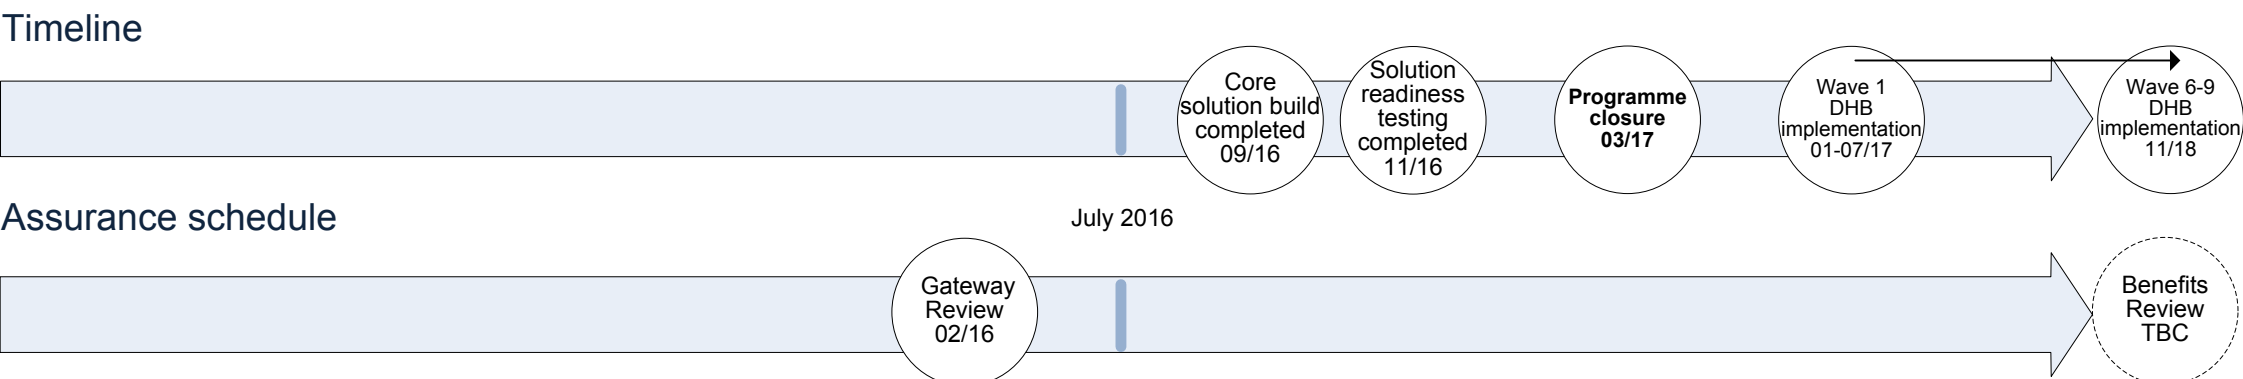 Timeline
Core
solution build
completed
09/16
Solution
readiness
testing
completed
11/16
Programme
closure
03/17
Wave 1
DHB
implementation
01-07/17
Wave 6-9
DHB
implementation
11/18
Assurance schedule
July 2016
Gateway
Review
02/16
Benefits
Review
TBC